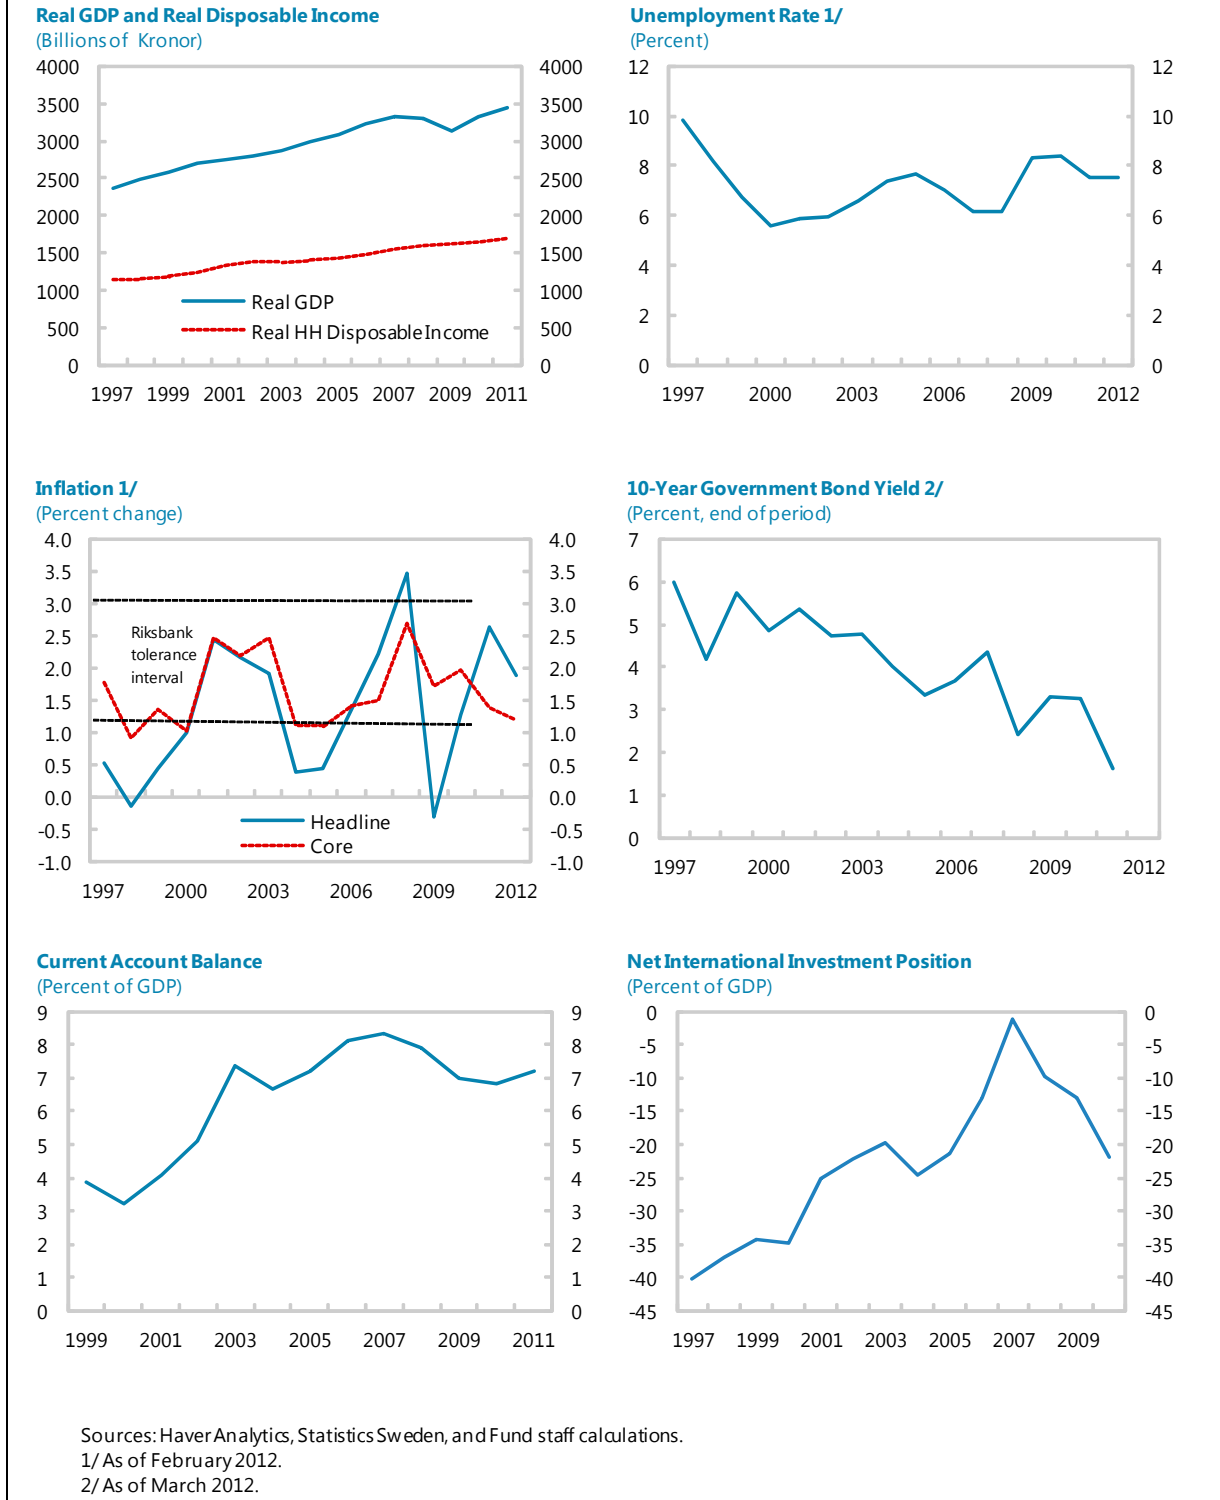 Real GDP and Real Disposable Income
(Billions of Kronor)
4000 4000
3500 3500
3000 3000
2500 2500
2000 2000
1500 1500
1000 1000
500 500
0 0
Real GDP
Real HH Disposable Income
1997 1999 2001 2003 2005 2007 2009 2011
Unemployment Rate 1/
(Percent)
12 12
10 10
8 8
6 6
4 4
2 2
0 0
1997 2000 2003 2006 2009 2012
Inflation 1/
(Percent change)
4.0 4.0
3.5 3.5
3.0 3.0
2.5 2.5
2.0 2.0
1.5 1.5
1.0 1.0
0.5 0.5
0.0 0.0
-0.5 -0.5
-1.0 -1.0
Riksbank
tolerance
interval
Headline
Core
1997 2000 2003 2006 2009 2012
10-Year Government Bond Yield 2/
(Percent, end of period)
7
6
5
4
3
2
1
0
1997 2000 2003 2006 2009 2012
Current Account Balance
(Percent of GDP)
9 9
8 8
7 7
6 6
5 5
4 4
3 3
2 2
1 1
0 0
1999 2001 2003 2005 2007 2009 2011
Net International Investment Position
(Percent of GDP)
0 0
-5 -5
-10 -10
-15 -15
-20 -20
-25 -25
-30 -30
-35 -35
-40 -40
-45 -45
1997 1999 2001 2003 2005 2007 2009
Sources: Haver Analytics, Statistics Sweden, and Fund staff calculations.
1/ As of February 2012.
2/ As of March 2012.